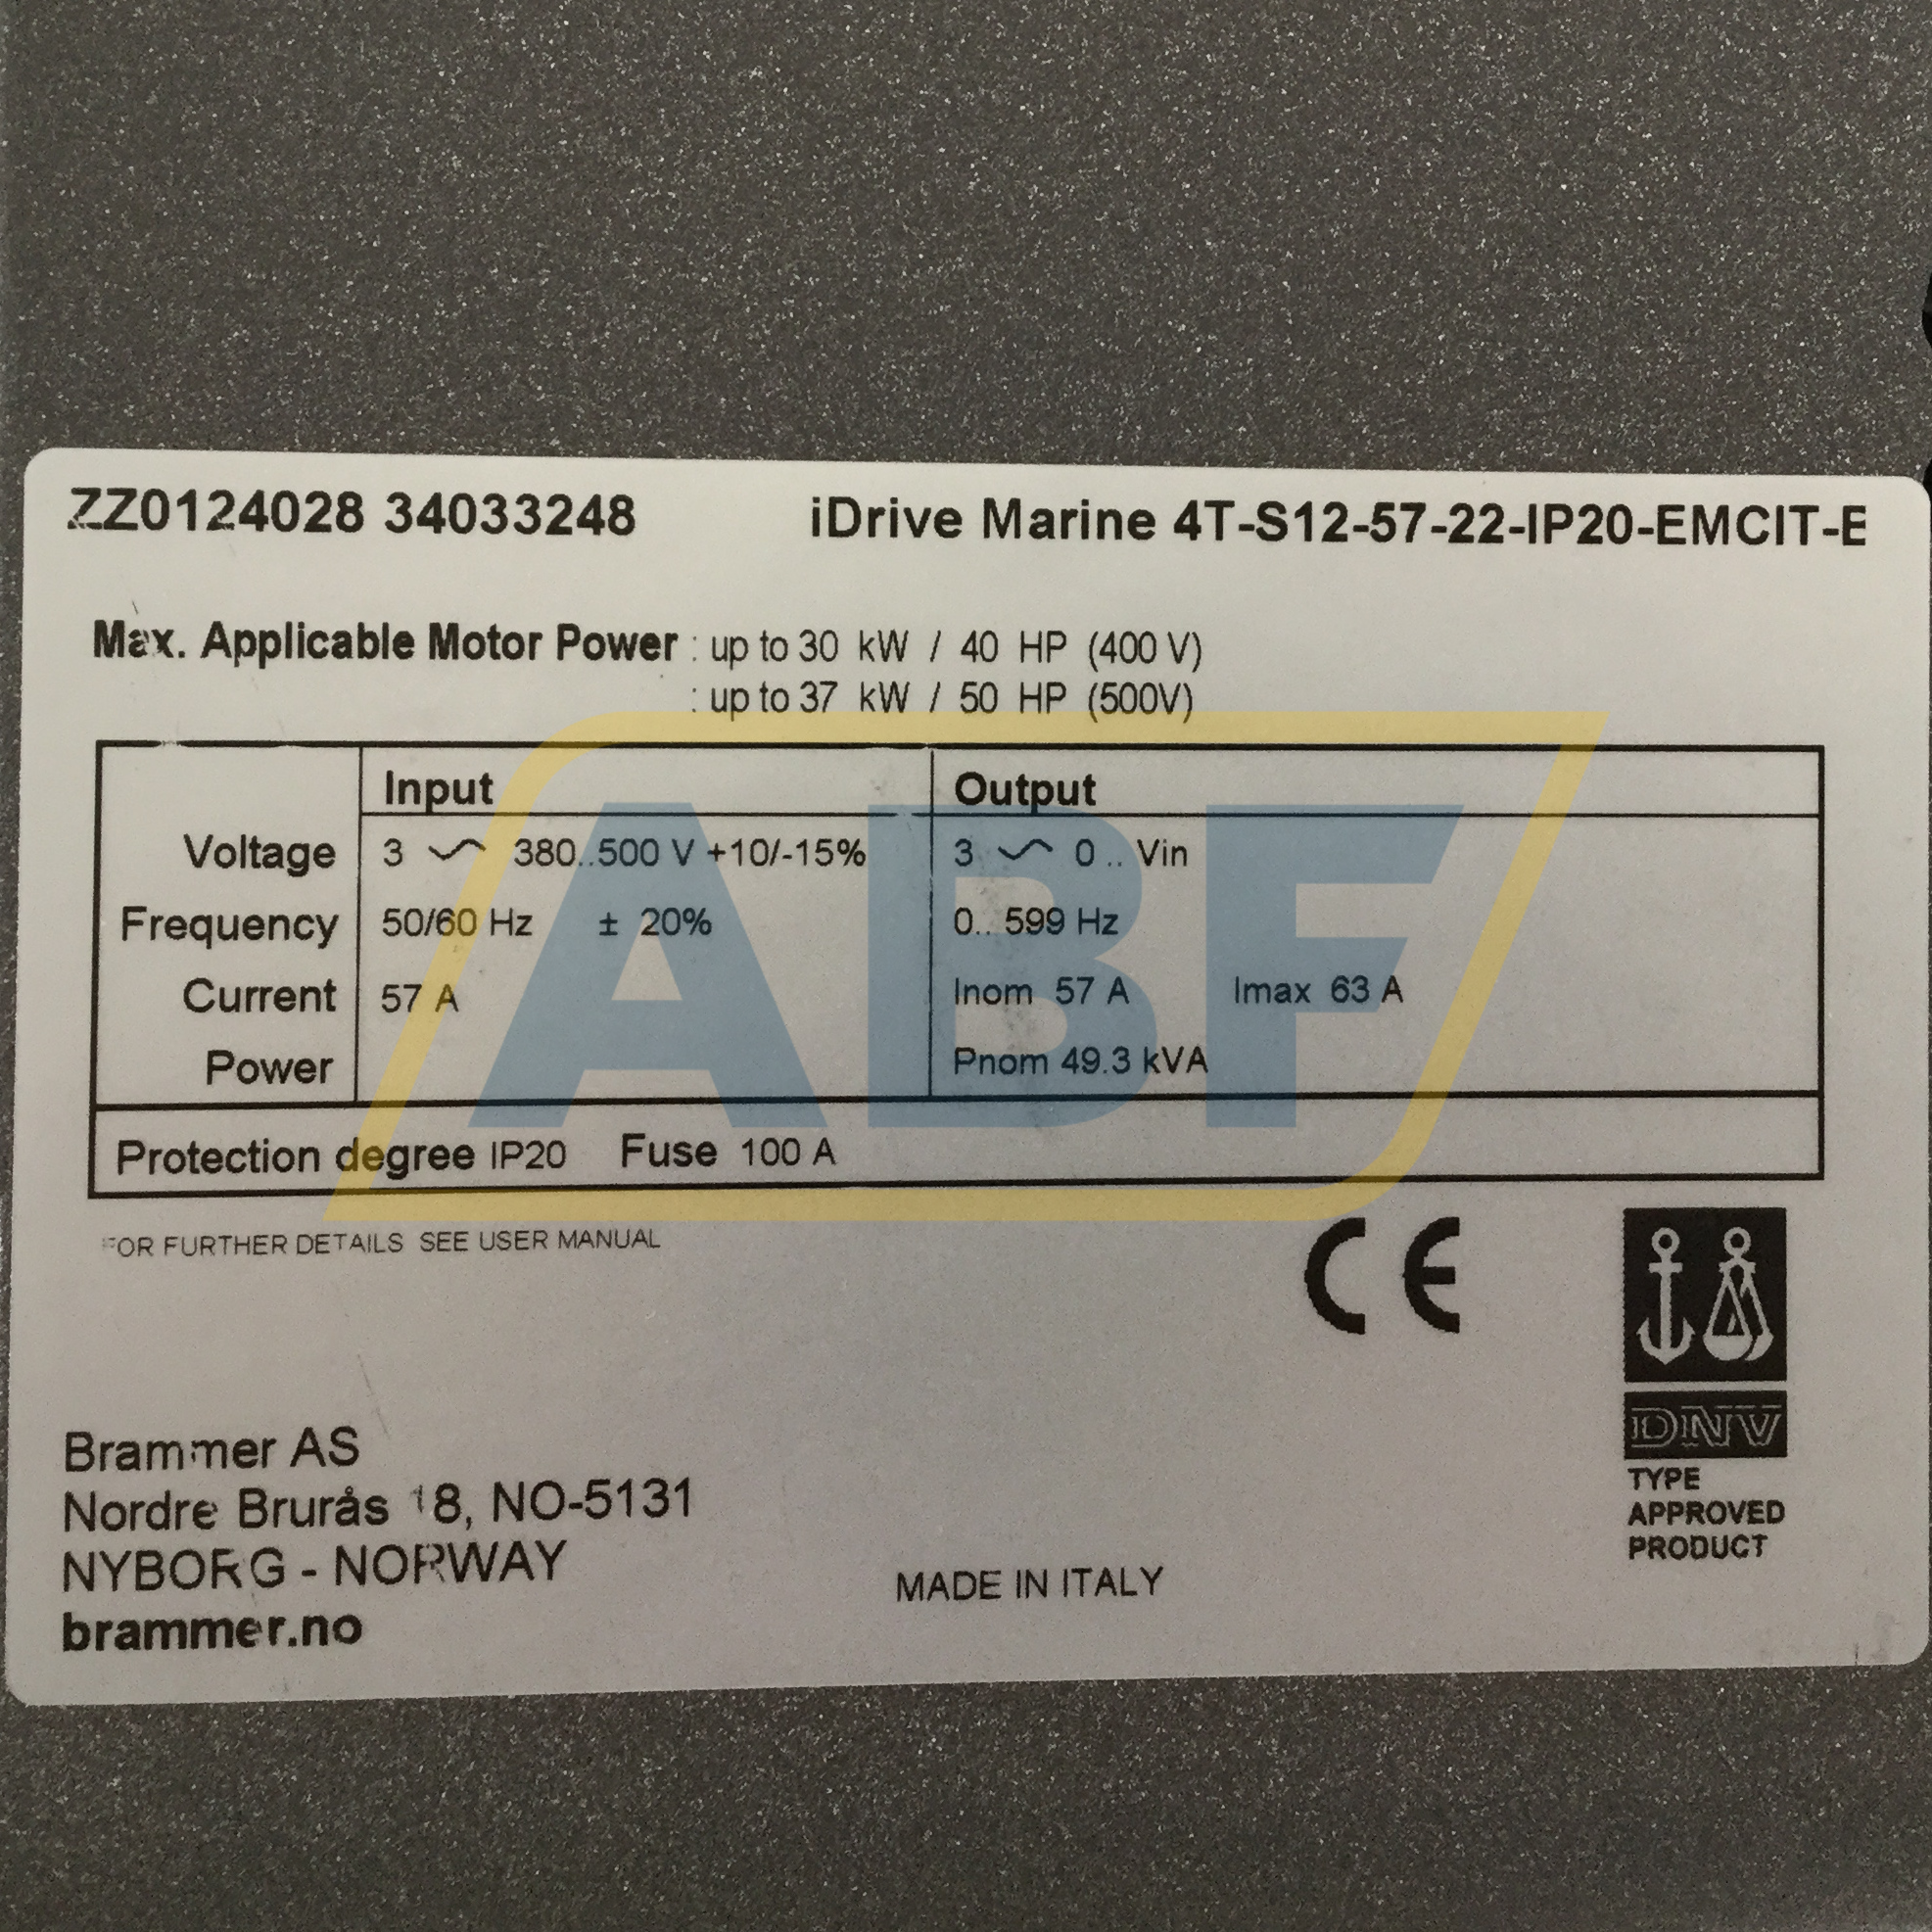 ZZ0124028 34033248 iDrive Marine 4T-S12-57-22-IP20-EMCIT-E
Max. Applicable Motor Power : up to 30 kW / 40 HP (400 V)
: up to 37 kW / 50 HP (500V)
Input Output
Voltage 3 ~ 380..500 V +10/-15% 3 ~ 0 .. Vin
Frequency 50/60 Hz ± 20% 0.. 599 Hz
Current 57 A Inom 57 A Imax 63 A
Power Pnom 49.3 kVA
Protection degree IP20 Fuse 100 A
ABF
FOR FURTHER DETAILS SEE USER MANUAL
CE
DNV
TYPE
APPROVED
PRODUCT
Brammer AS
Nordre Brurås 18, NO-5131
NYBORG - NORWAY
brammer.no
MADE IN ITALY